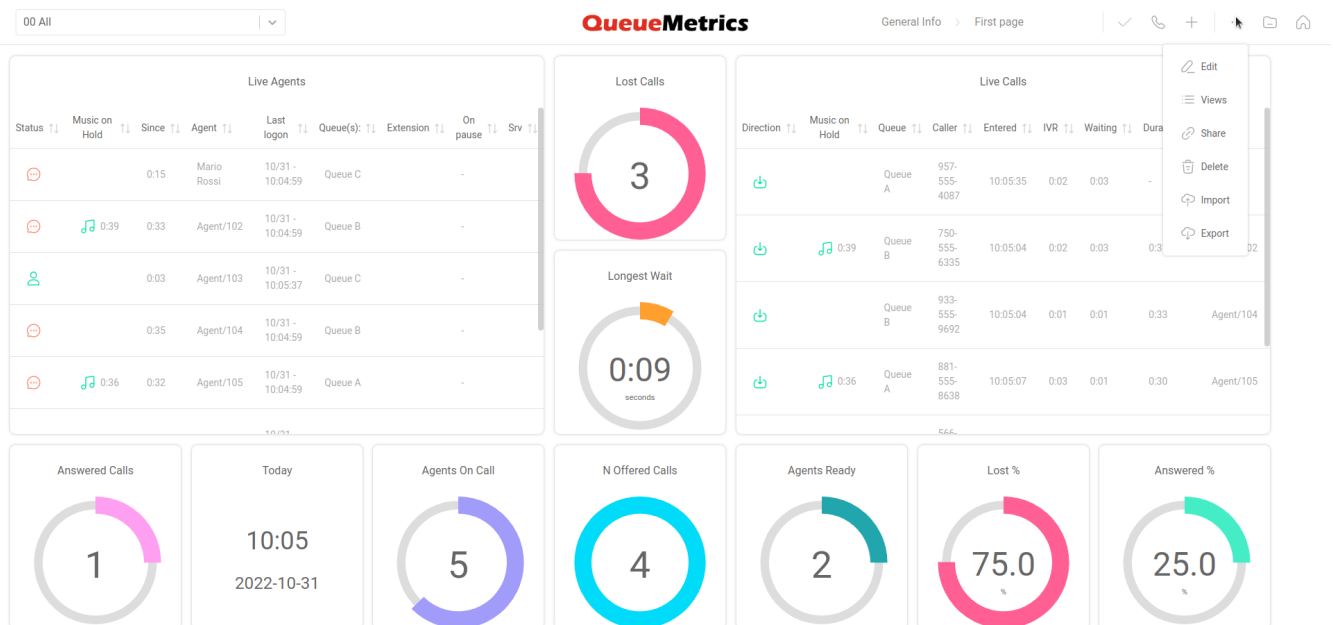 00 All
QueueMetrics
General Info
First page
Edit
Views
Share
Delete
Import
Export
Live Agents
Status
Music on
Hold
Since
Agent
Last
logon
Queue(s):
Extension
On
pause
Srv
0:15
Mario
Rossi
10/31 -
10:04:59
Queue C
-
0:39
0:33
Agent/102
10/31 -
10:04:59
Queue B
-
0:03
Agent/103
10/31 -
10:05:37
Queue C
-
0:35
Agent/104
10/31 -
10:04:59
Queue B
-
0:36
0:32
Agent/105
10/31 -
10:04:59
Queue A
-
Lost Calls
3
Longest Wait
0:09
seconds
Live Calls
Direction
Music on
Hold
Queue
Caller
Entered
IVR
Waiting
Queue
A
957-
555-
4087
10:05:35
0:02
0:03
-
0:39
Queue
B
750-
555-
6335
10:05:04
0:02
0:03
Queue
B
933-
555-
9692
10:05:04
0:01
0:01
0:33
Agent/104
0:36
Queue
A
881-
555-
8638
10:05:07
0:03
0:01
0:30
Agent/105
Answered Calls
1
Today
10:05
2022-10-31
Agents On Call
5
N Offered Calls
4
Agents Ready
2
Lost %
75.0
%
Answered %
25.0
%